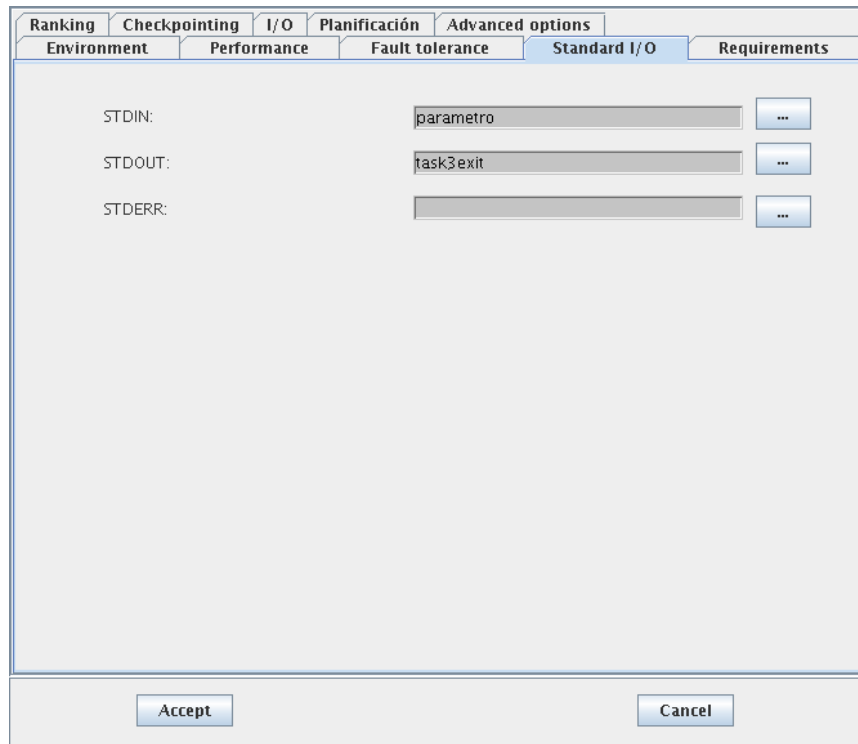 Ranking Checkpointing I/O Planificación Advanced options
Environment Performance Fault tolerance Standard I/O Requirements
STDIN: parametro ...
STDOUT: task3exit ...
STDERR: ...
Accept Cancel